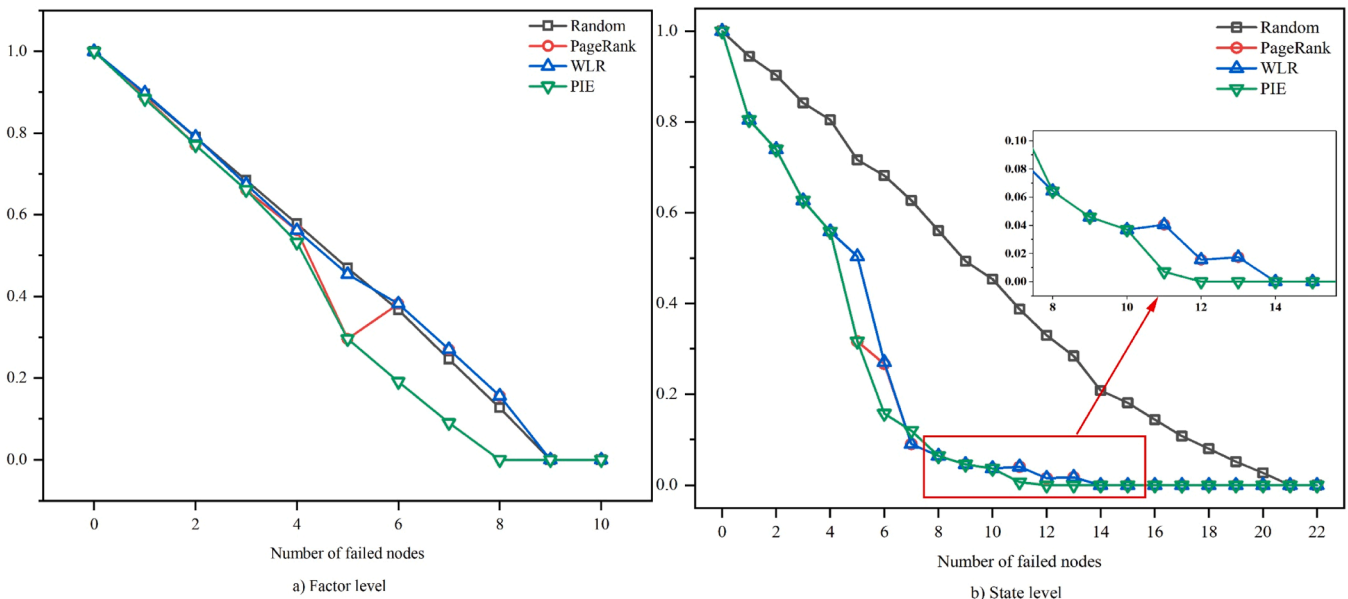 Random
PageRank
WLR
PIE
1.0
0.8
0.6
0.4
0.2
0.0
0 2 4 6 8 10
Number of failed nodes
a) Factor level
Random
PageRank
WLR
PIE
1.0
0.8
0.6
0.4
0.2
0.0
0.10
0.08
0.06
0.04
0.02
0.00
8 10 12 14
0 2 4 6 8 10 12 14 16 18 20 22
Number of failed nodes
b) State level